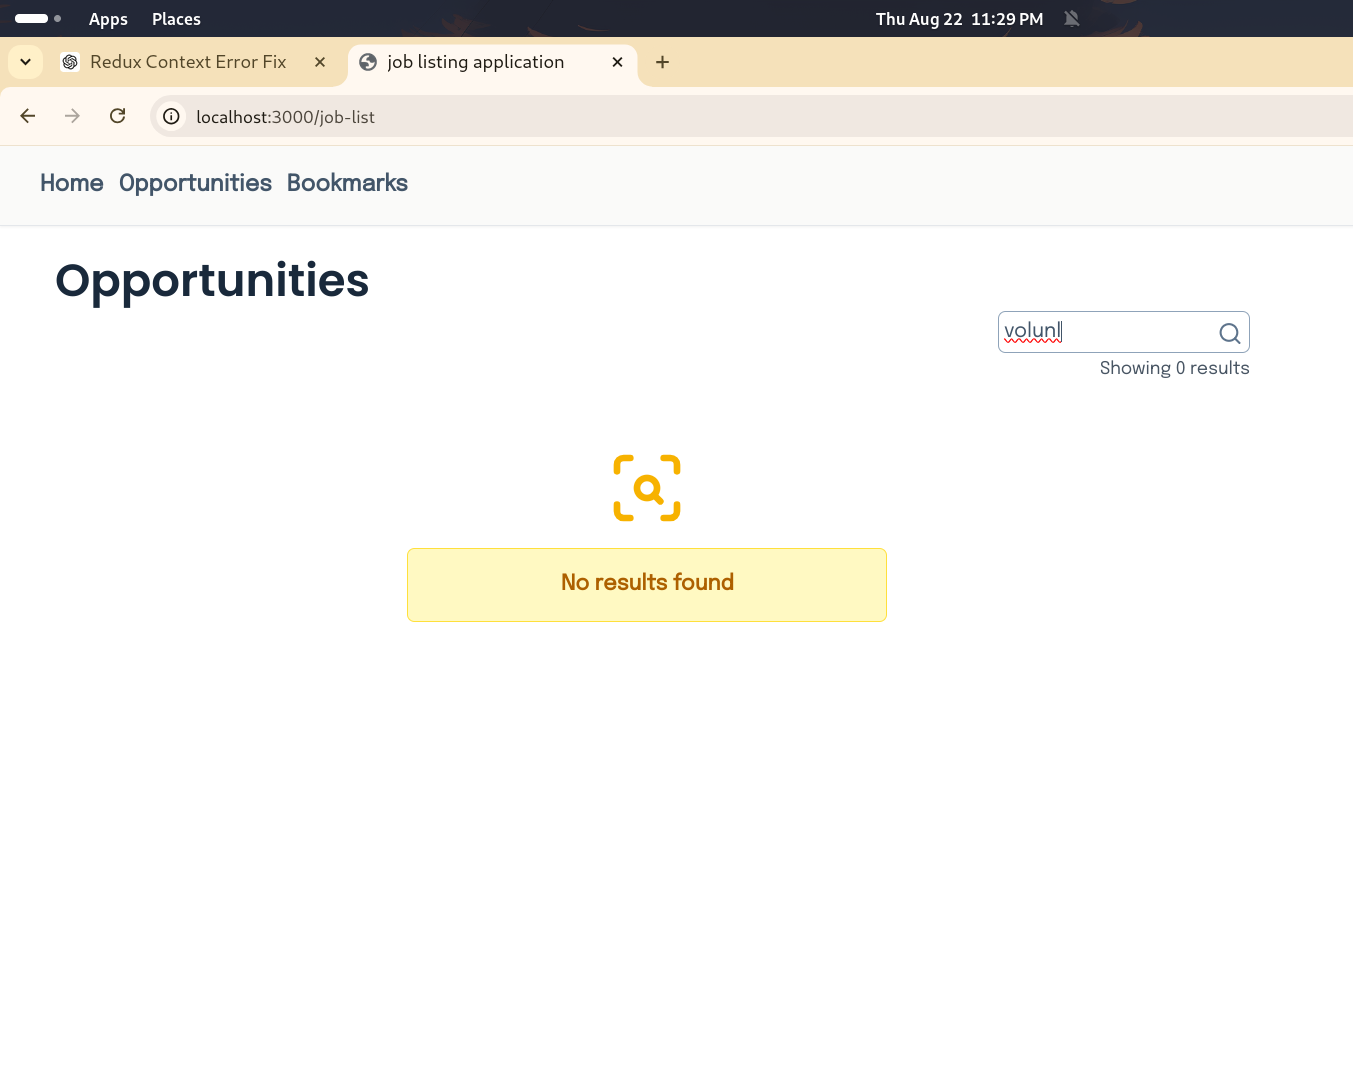 Apps Places Thu Aug 22 11:29 PM
Redux Context Error Fix job listing application
localhost:3000/job-list
Home Opportunities Bookmarks
Opportunities
volunl
Showing 0 results
No results found